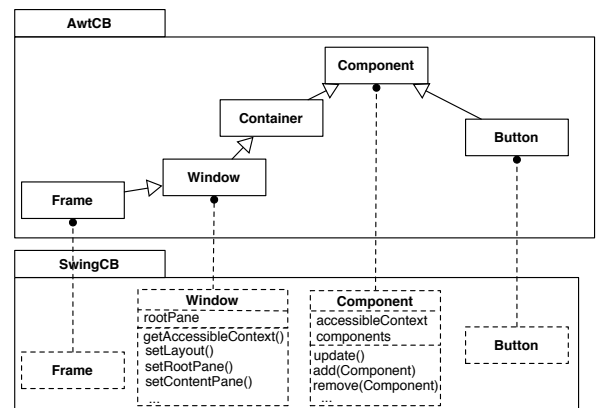 AwtCB
Component
Container
Button
Window
Frame
SwingCB
Window
rootPane
getAccessibleContext()
setLayout()
setRootPane()
setContentPane()
...
Component
accessibleContext
components
update()
add(Component)
remove(Component)
...
Button
Frame